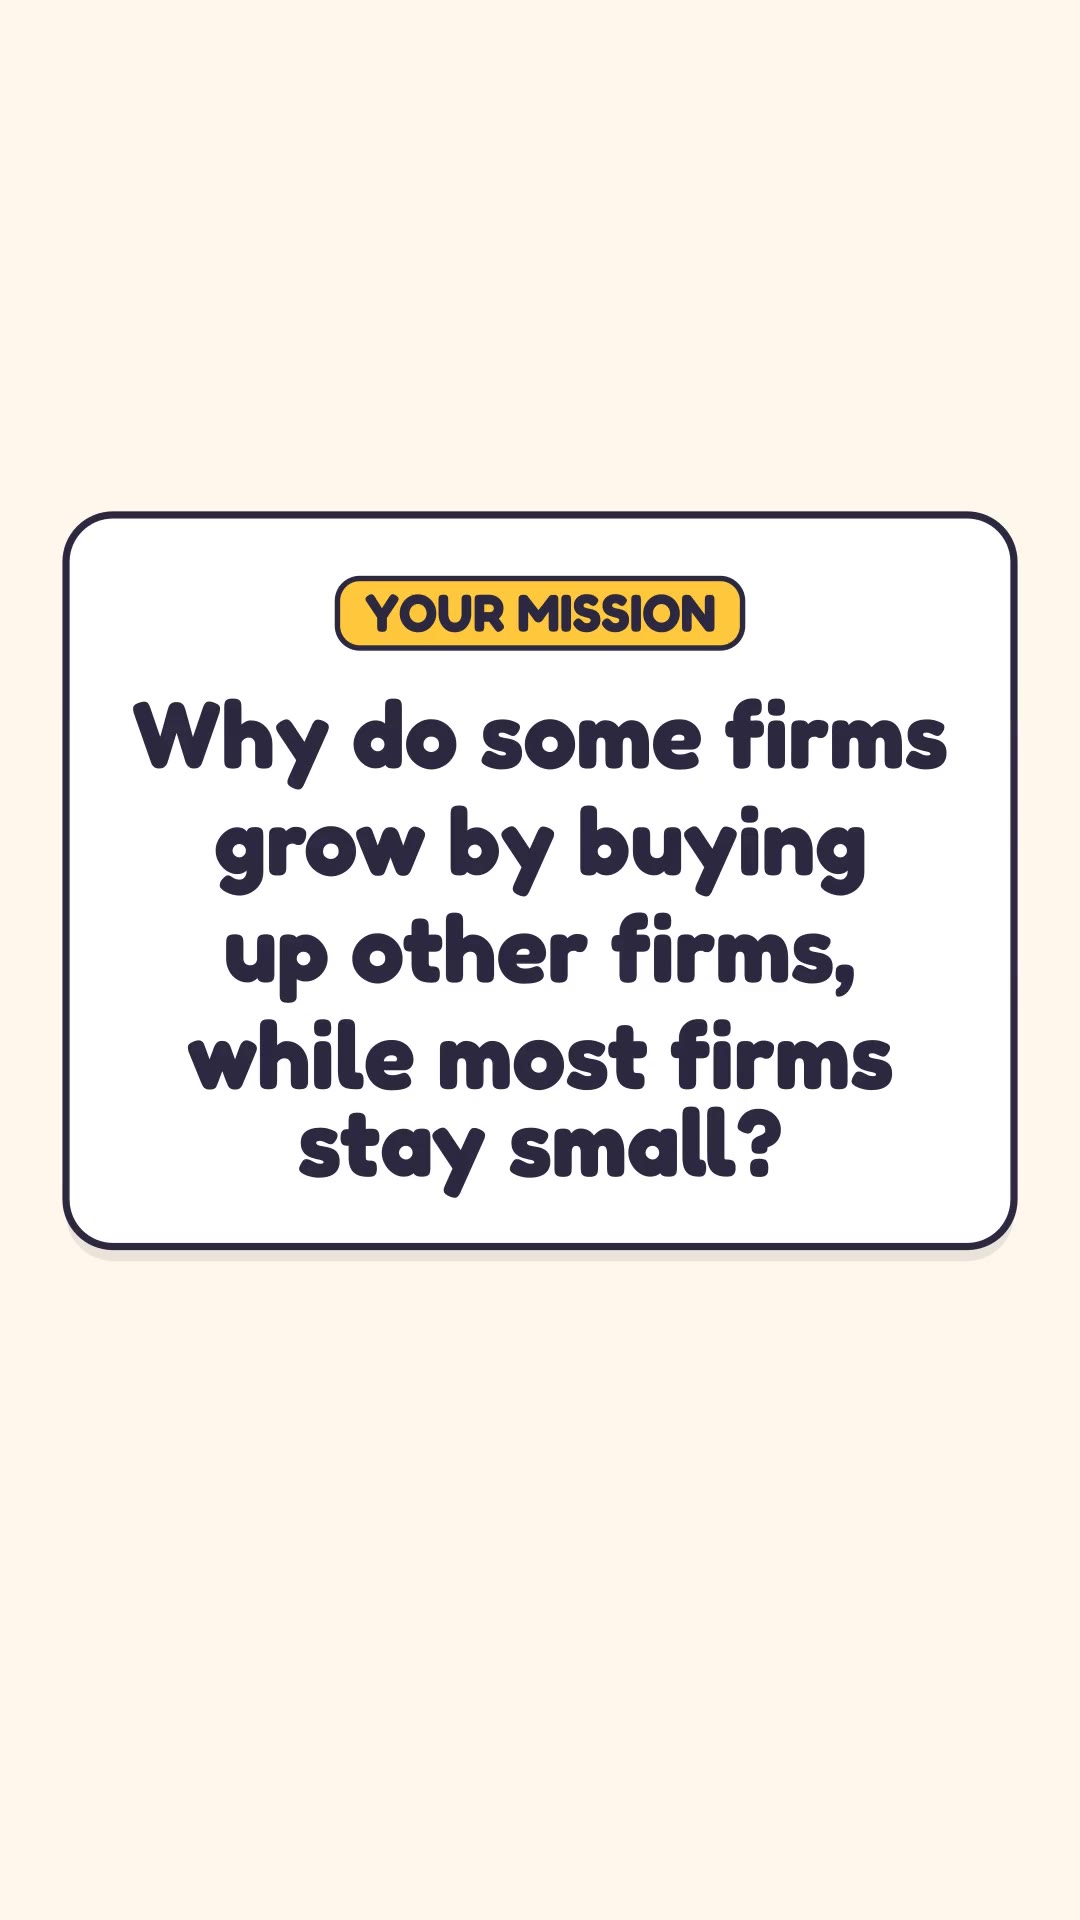 YOUR MISSION
Why do some firms
grow by buying
up other firms,
while most firms
stay small?